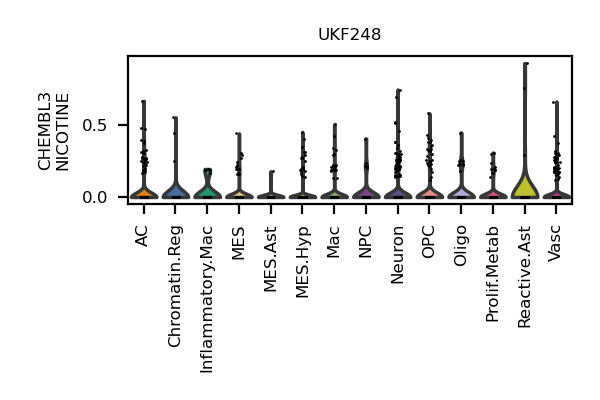 UKF248
CHEMBL3
NICOTINE
0.5
0.0
AC
Chromatin.Reg
Inflammatory.Mac
MES
MES.Ast
MES.Hyp
Mac
NPC
Neuron
OPC
Oligo
Prolif.Metab
Reactive.Ast
Vasc